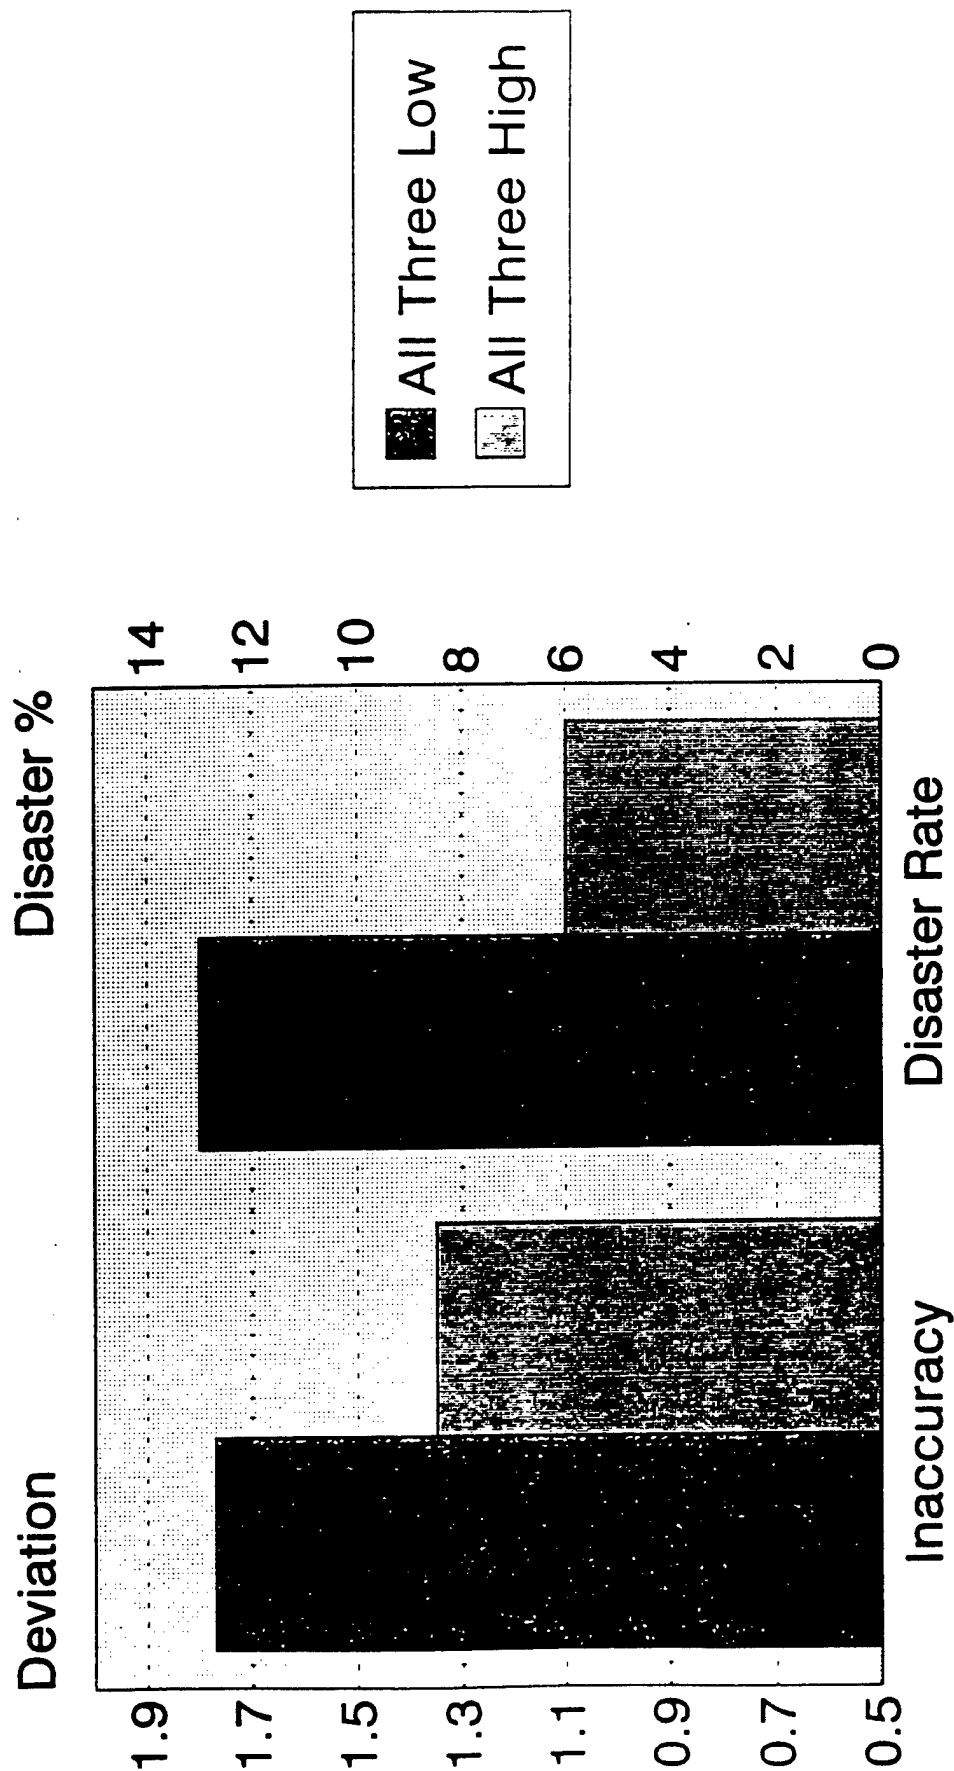 Deviation
Disaster %
1.9
1.7
1.5
1.3
1.1
0.9
0.7
0.5
14
12
10
8
6
4
2
0
Inaccuracy
Disaster Rate
All Three Low
All Three High